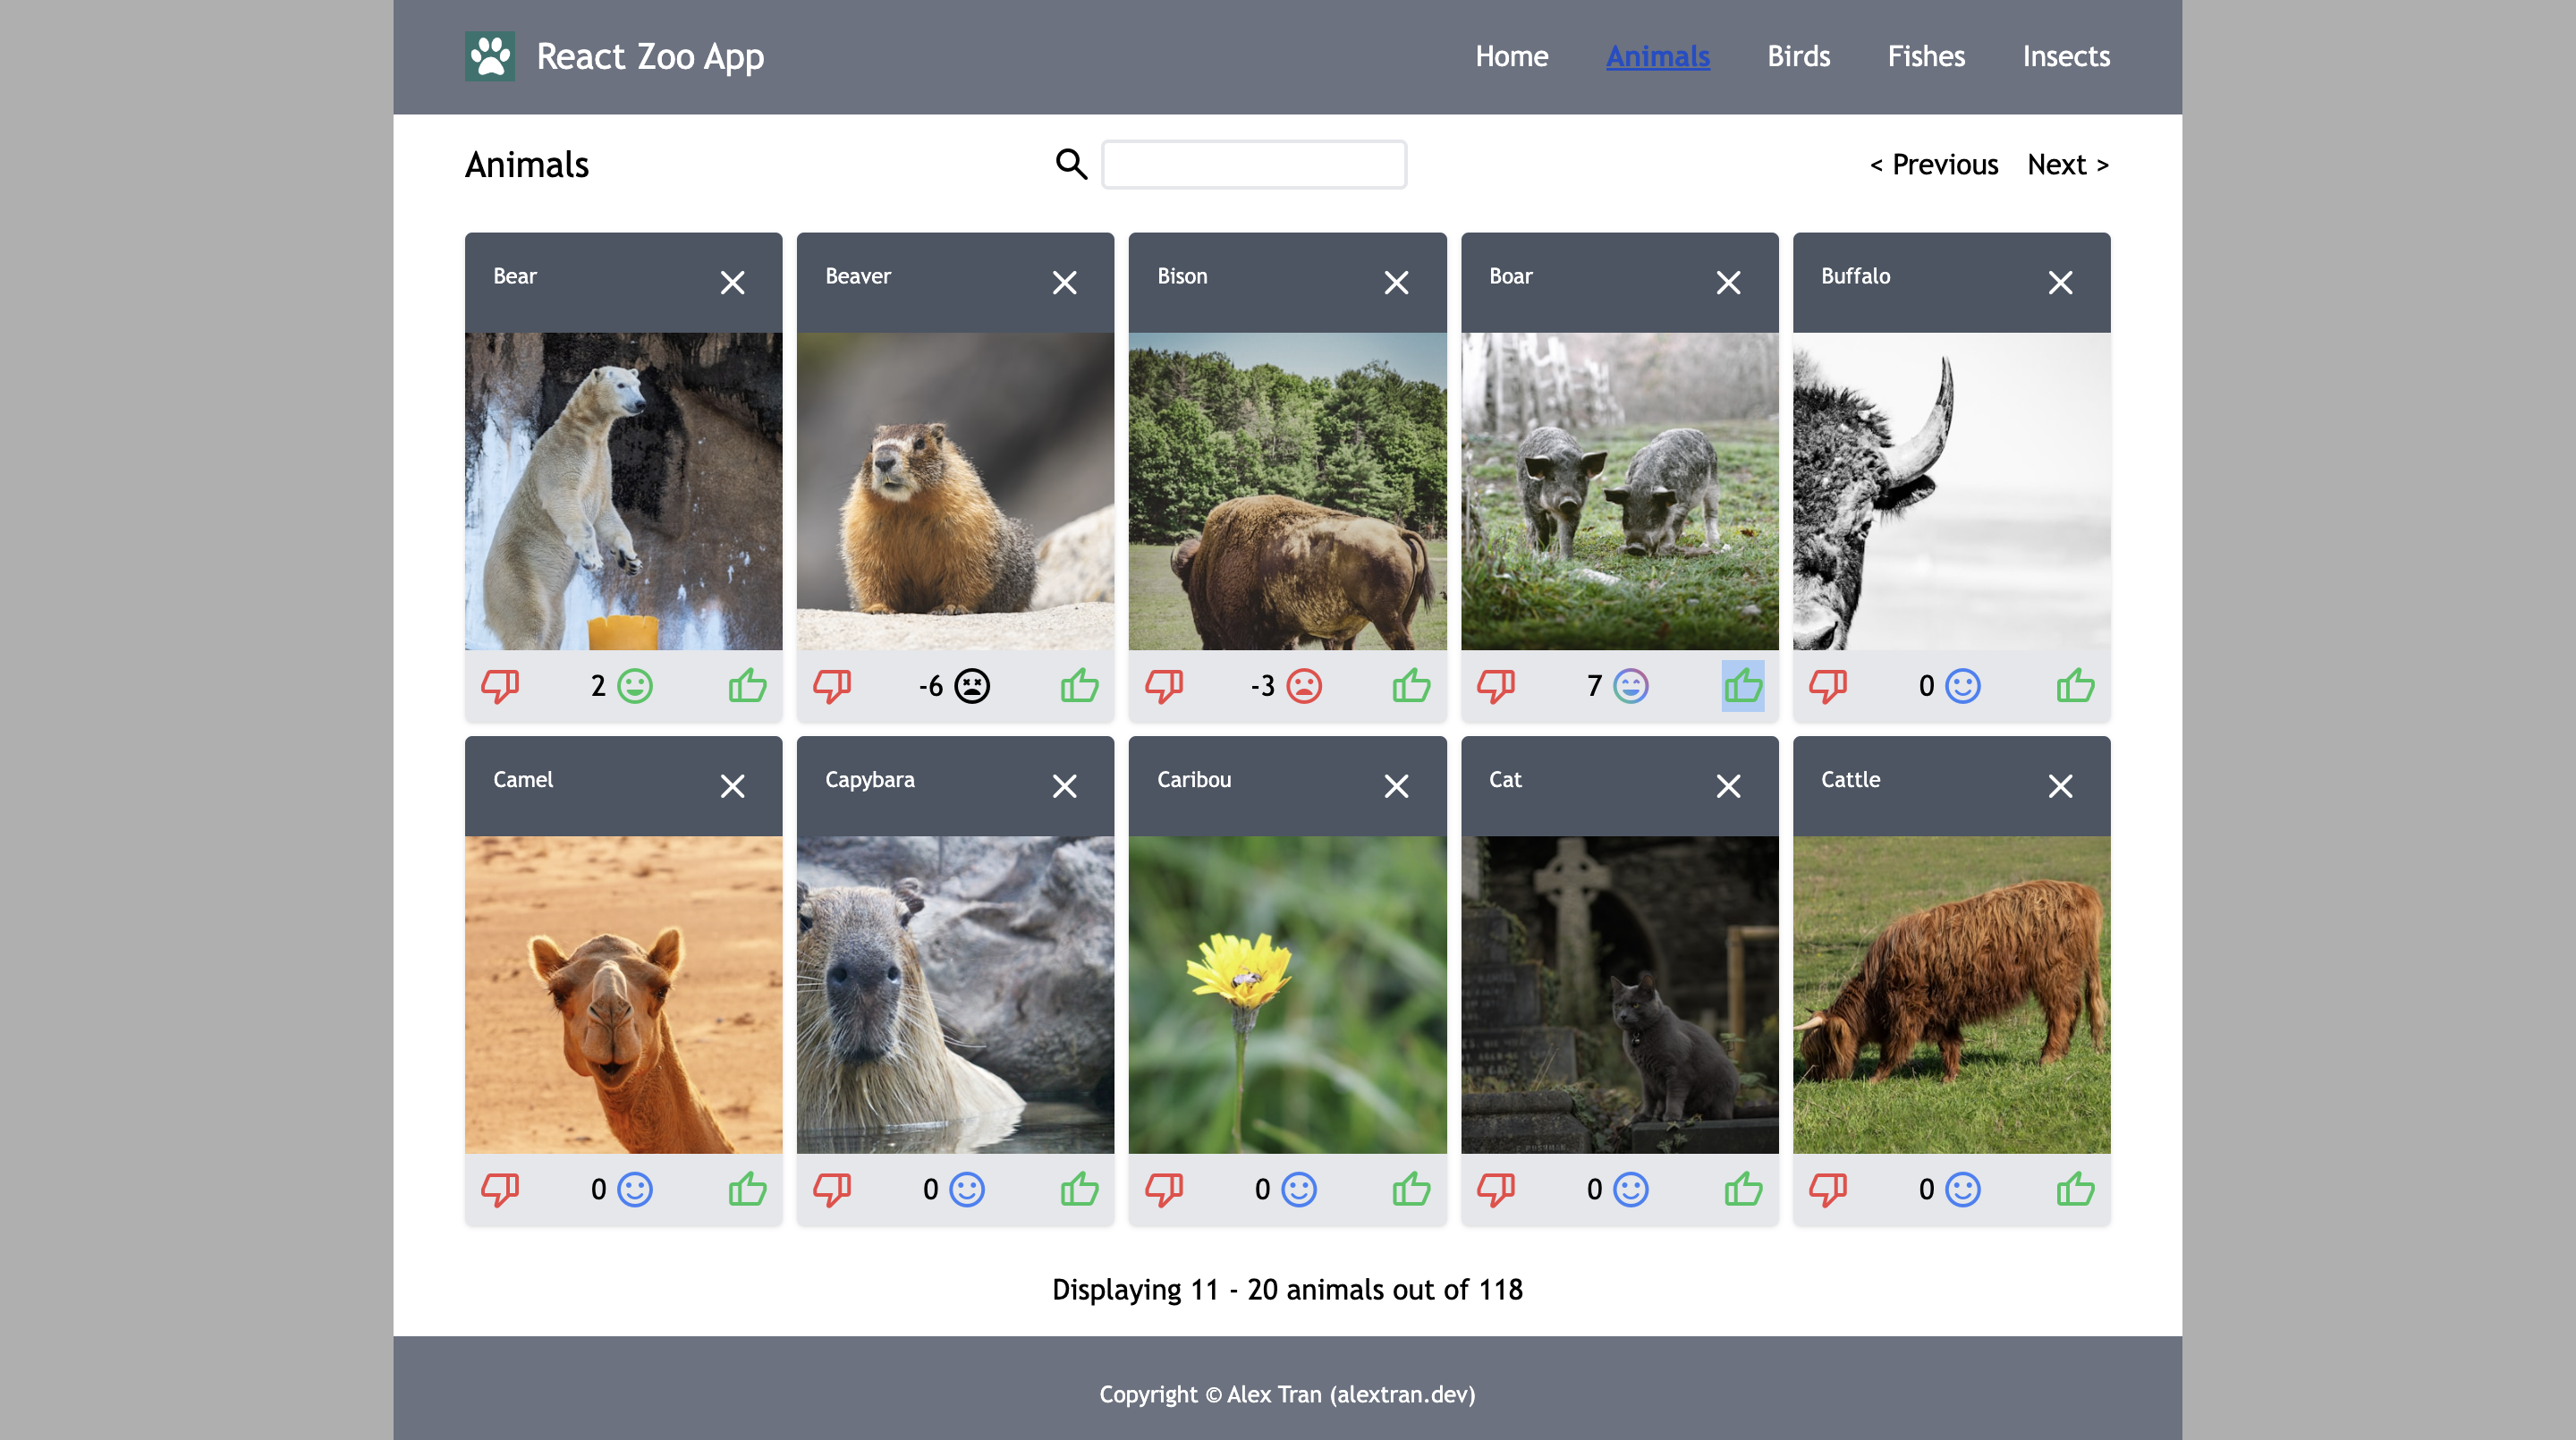 React Zoo App
Home Animals Birds Fishes Insects
Animals
< Previous Next >
Bear
Beaver
Bison
Boar
Buffalo
2
-6
-3
7
0
Camel
Capybara
Caribou
Cat
Cattle
0
0
0
0
0
Displaying 11 - 20 animals out of 118
Copyright © Alex Tran (alextran.dev)